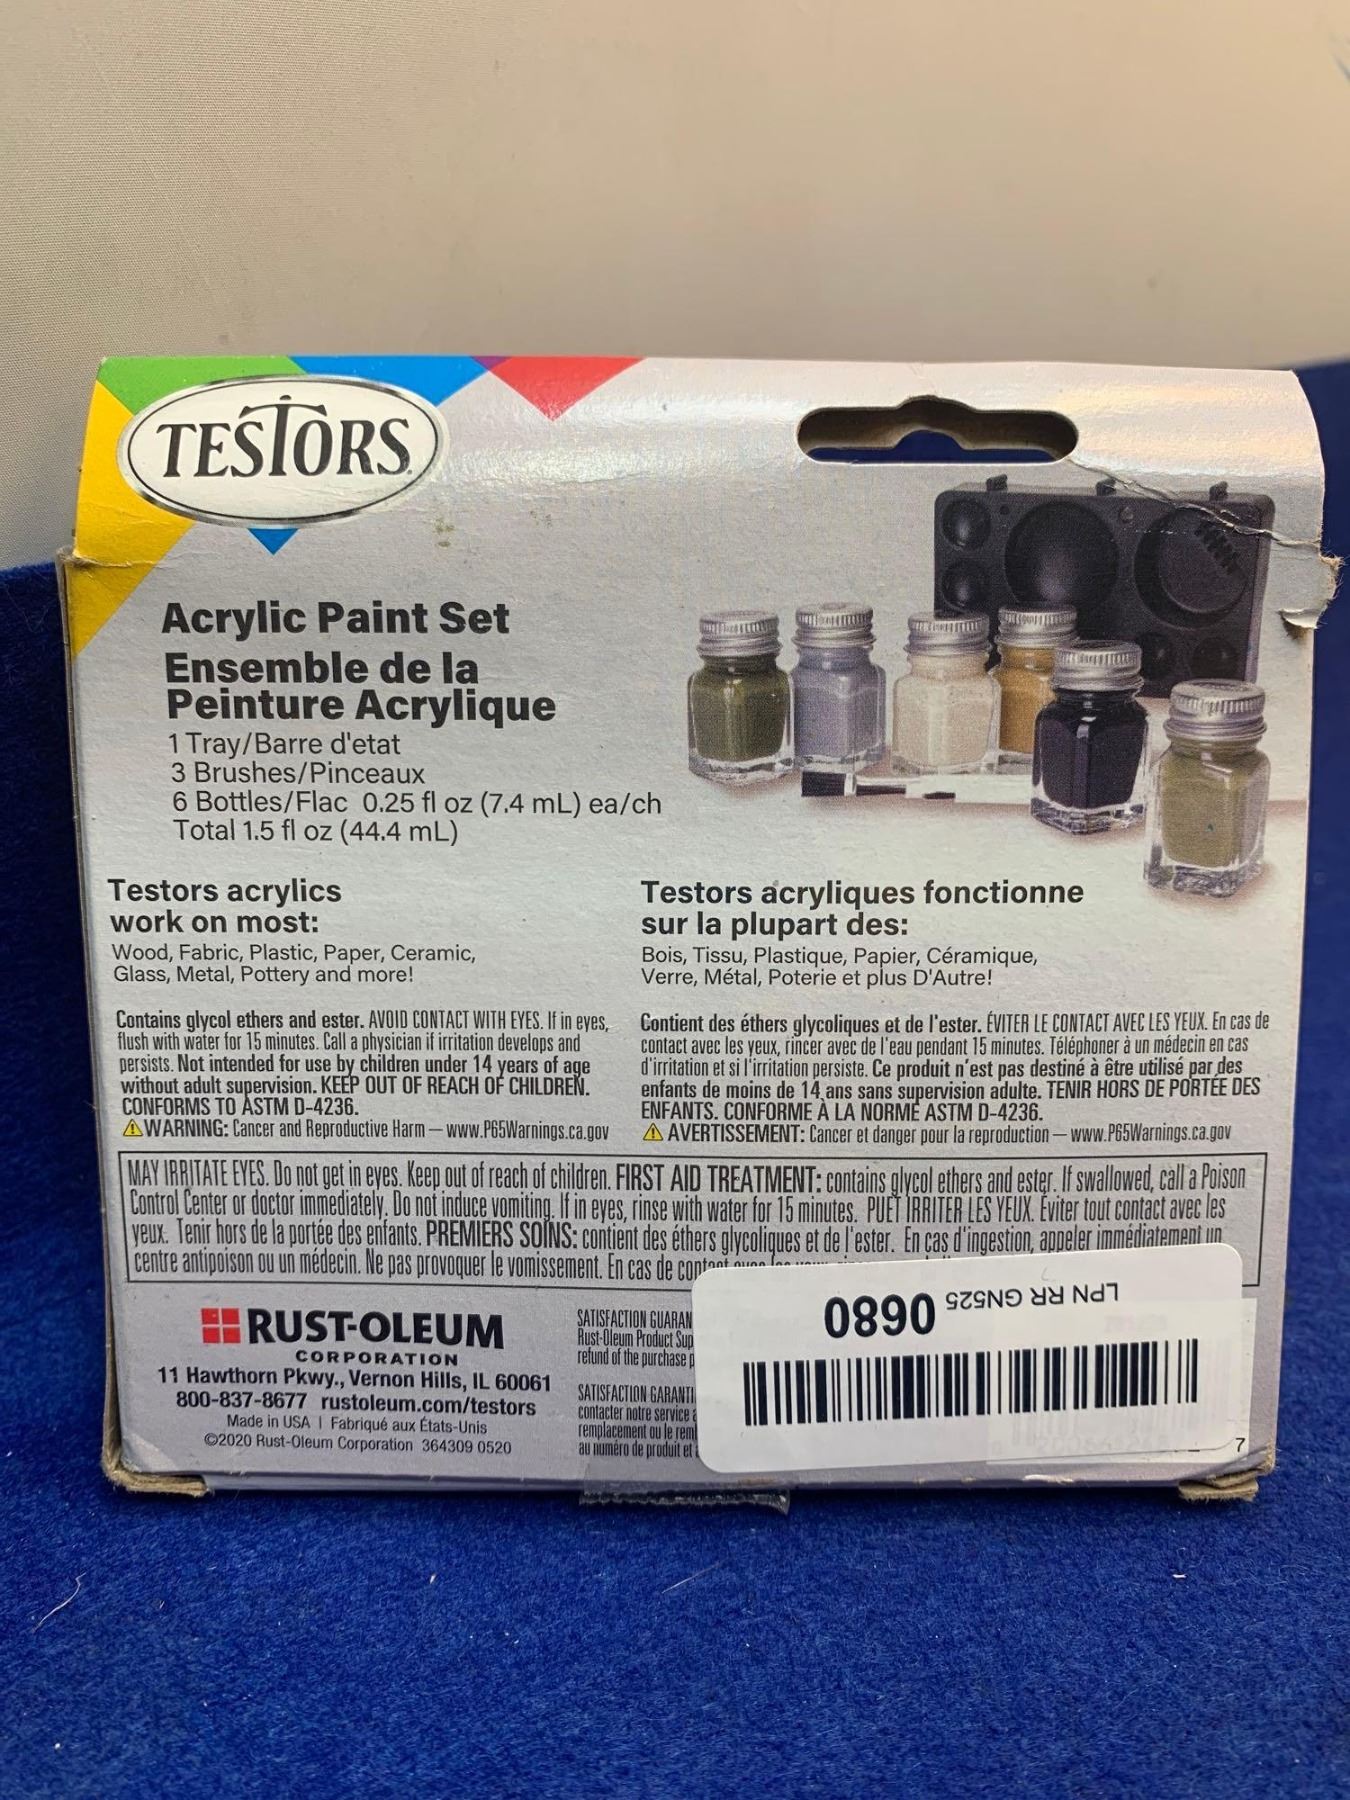 TESTORS
Acrylic Paint Set
Ensemble de la
Peinture Acrylique
1 Tray/Barre d'etat
3 Brushes/Pinceaux
6 Bottles/Flac 0.25 fl oz (7.4 mL) ea/ch
Total 1.5 fl oz (44.4 mL)
Testors acrylics
work on most:
Wood, Fabric, Plastic, Paper, Ceramic,
Glass, Metal, Pottery and more!
Testors acryliques fonctionne
sur la plupart des:
Bois, Tissu, Plastique, Papier, Céramique,
Verre, Métal, Poterie et plus D'Autre!
Contains glycol ethers and ester. AVOID CONTACT WITH EYES. If in eyes,
flush with water for 15 minutes. Call a physician if irritation develops and
persists. Not intended for use by children under 14 years of age
without adult supervision. KEEP OUT OF REACH OF CHILDREN.
CONFORMS TO ASTM D-4236.
⚠WARNING: Cancer and Reproductive Harm — www.P65Warnings.ca.gov
Contient des éthers glycoliques et de l'ester. ÉVITER LE CONTACT AVEC LES YEUX. En cas de
contact avec les yeux, rincer avec de l'eau pendant 15 minutes. Téléphoner à un médecin en cas
d'irritation et si l'irritation persiste. Ce produit n'est pas destiné à être utilisé par des
enfants de moins de 14 ans sans supervision adulte. TENIR HORS DE PORTÉE DES
ENFANTS. CONFORME À LA NORME ASTM D-4236.
⚠ AVERTISSEMENT: Cancer et danger pour la reproduction — www.P65Warnings.ca.gov
MAY IRRITATE EYES. Do not get in eyes. Keep out of reach of children. FIRST AID TREATMENT: contains glycol ethers and ester. If swallowed, call a Poison
Control Center or doctor immediately. Do not induce vomiting. If in eyes, rinse with water for 15 minutes. PUET IRRITER LES YEUX. Éviter tout contact avec les
yeux. Tenir hors de la portée des enfants. PREMIERS SOINS: contient des éthers glycoliques et de l'ester. En cas d'ingestion, appeler immédiatement un
centre antipoison ou un médecin. Ne pas provoquer le vomissement. En cas de contact
RUST-OLEUM
CORPORATION
11 Hawthorn Pkwy., Vernon Hills, IL 60061
800-837-8677 rustoleum.com/testors
Made in USA | Fabriqué aux États-Unis
©2020 Rust-Oleum Corporation 364309 0520
SATISFACTION GUARAN
Rust-Oleum Product Sup
refund of the purchase p
SATISFACTION GARANTI
contacter notre service
remplacement ou le rem
au numéro de produit et
LPN RR GN525 0680
7